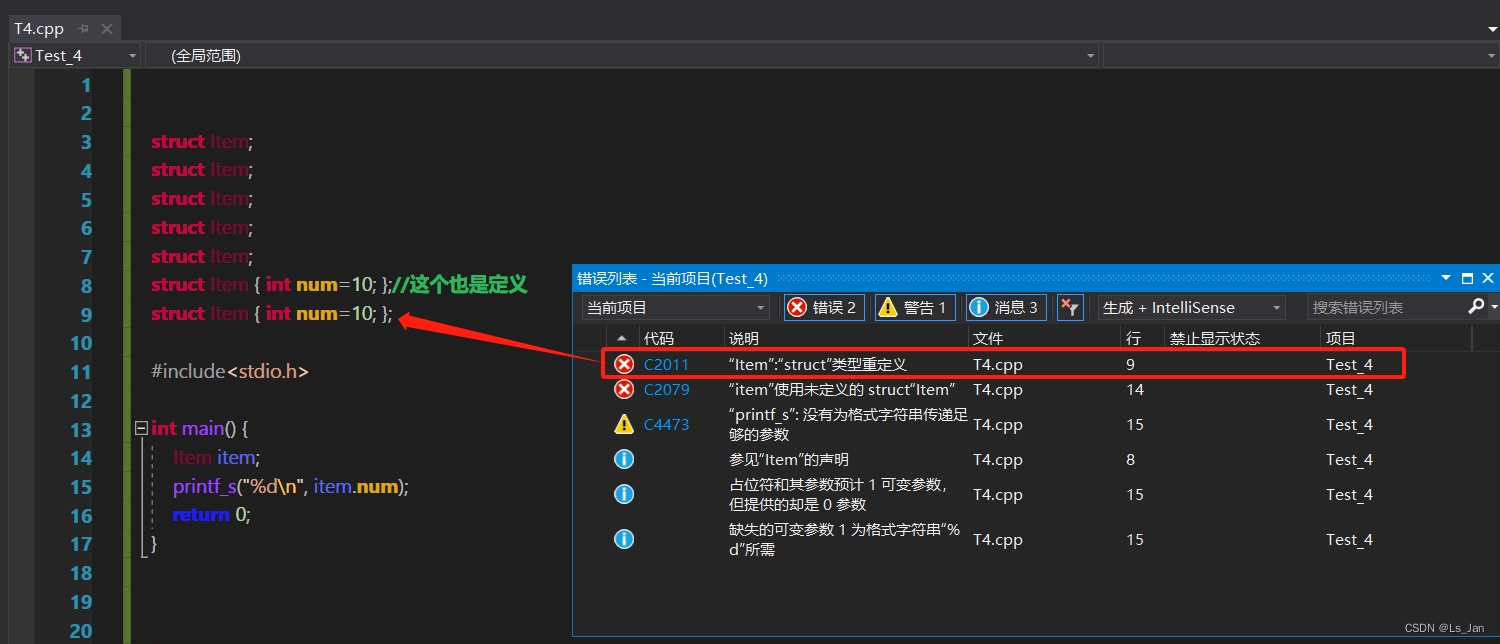 T4.cpp
Test_4
(全局范围)
1
2
3 struct Item;
4 struct Item;
5 struct Item;
6 struct Item;
7 struct Item;
8 struct Item { int num=10; };//这个也是定义
9 struct Item { int num=10; };
10
11 #include<stdio.h>
12
13 int main() {
14 Item item;
15 printf_s("%d\n", item.num);
16 return 0;
17 }
18
19
20
错误列表 - 当前项目(Test_4)
当前项目 错误 2 警告 1 消息 3 生成 + IntelliSense 搜索错误列表
代码 说明 文件 行 禁止显示状态 项目
C2011 “Item”:“struct”类型重定义 T4.cpp 9 Test_4
C2079 “item”使用未定义的 struct“Item” T4.cpp 14 Test_4
C4473 “printf_s”: 没有为格式字符串传递足
够的参数 T4.cpp 15 Test_4
参见“Item”的声明 T4.cpp 8 Test_4
占位符和其参数预计 1 可变参数,
但提供的却是 0 参数 T4.cpp 15 Test_4
缺失的可变参数 1 为格式字符串“%
d”所需 T4.cpp 15 Test_4
CSDN @Ls_Jan